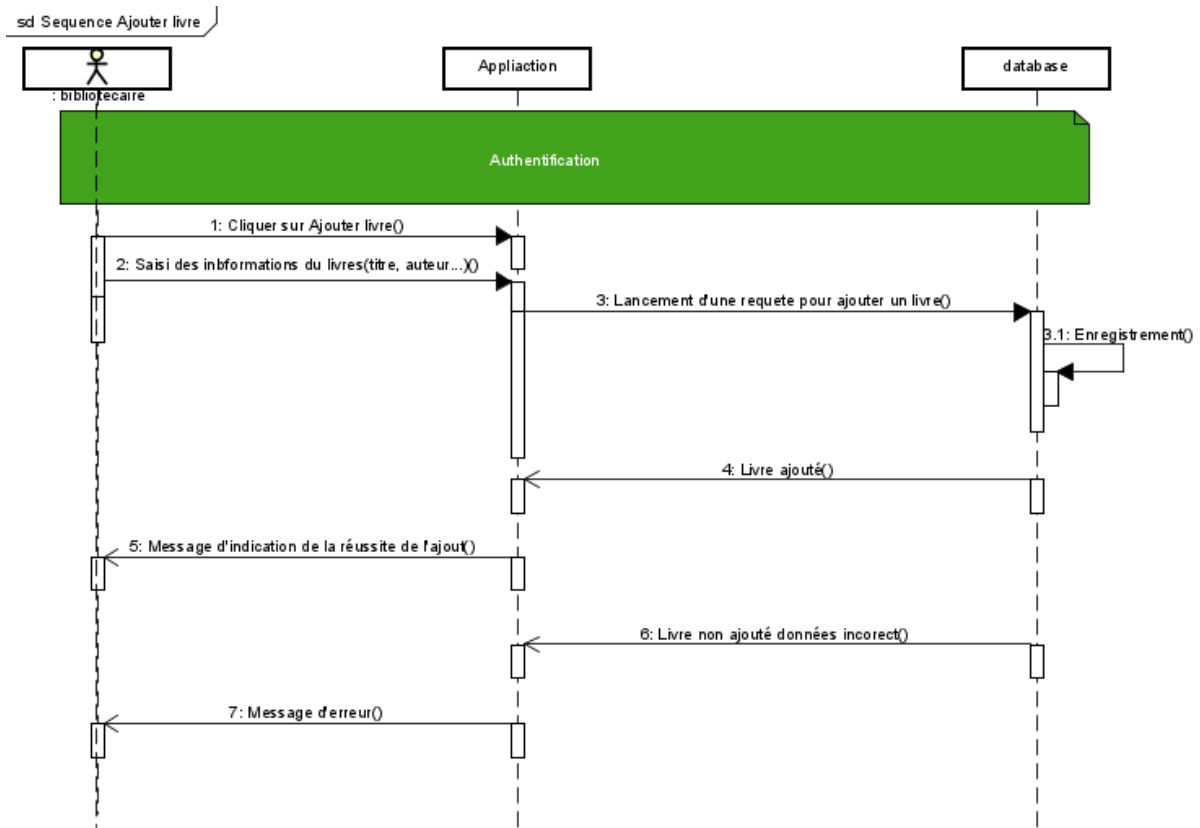 sd Sequence Ajouter livre
: bibliotecaire
Appliaction
database
Authentification
1: Cliquer sur Ajouter livre()
2: Saisi des inbformations du livres(titre, auteur...)()
3: Lancement d'une requete pour ajouter un livre()
3.1: Enregistrement()
4: Livre ajouté()
5: Message d'indication de la réussite de l'ajout()
6: Livre non ajouté données incorect()
7: Message d'erreur()